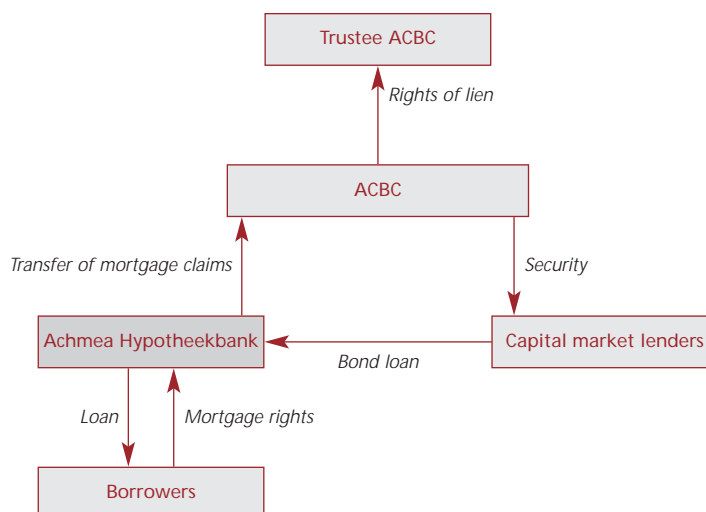 Trustee ACBC
Rights of lien
ACBC
Transfer of mortgage claims
Security
Achmea Hypotheekbank
Capital market lenders
Bond loan
Loan
Mortgage rights
Borrowers